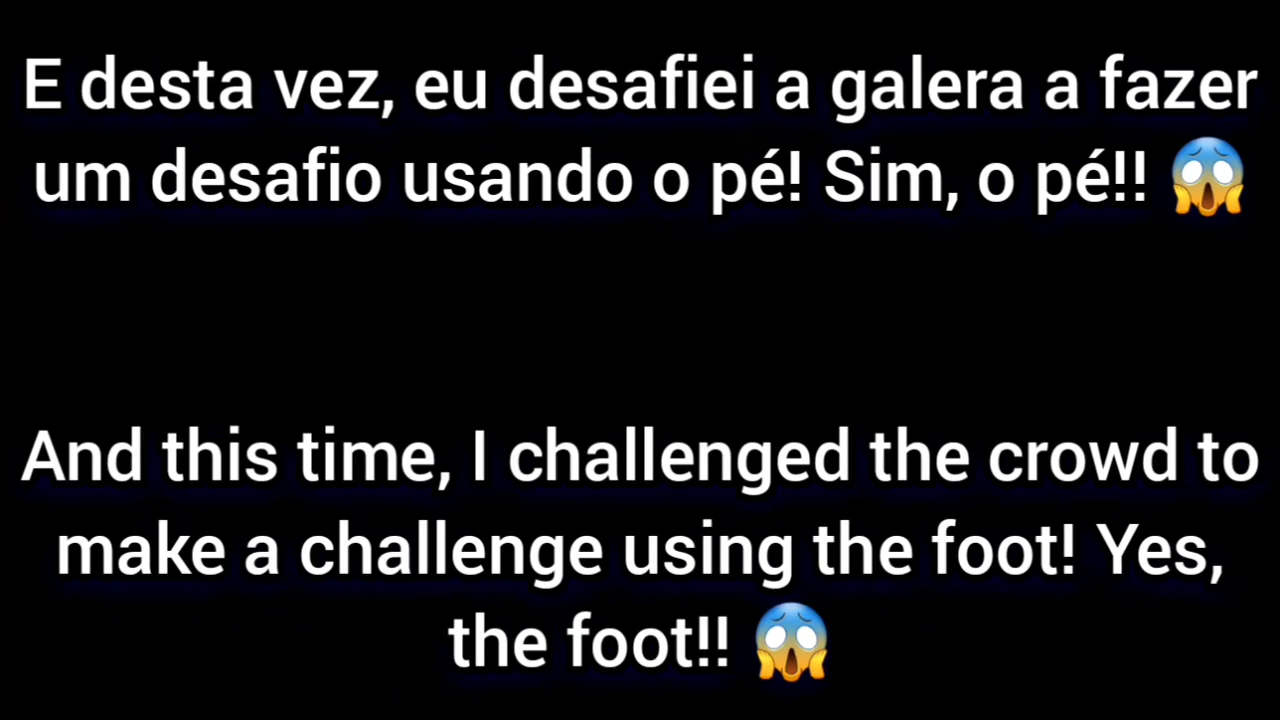 E desta vez, eu desafiei a galera a fazer
um desafio usando o pé! Sim, o pé!! 😱
And this time, I challenged the crowd to
make a challenge using the foot! Yes,
the foot!! 😱